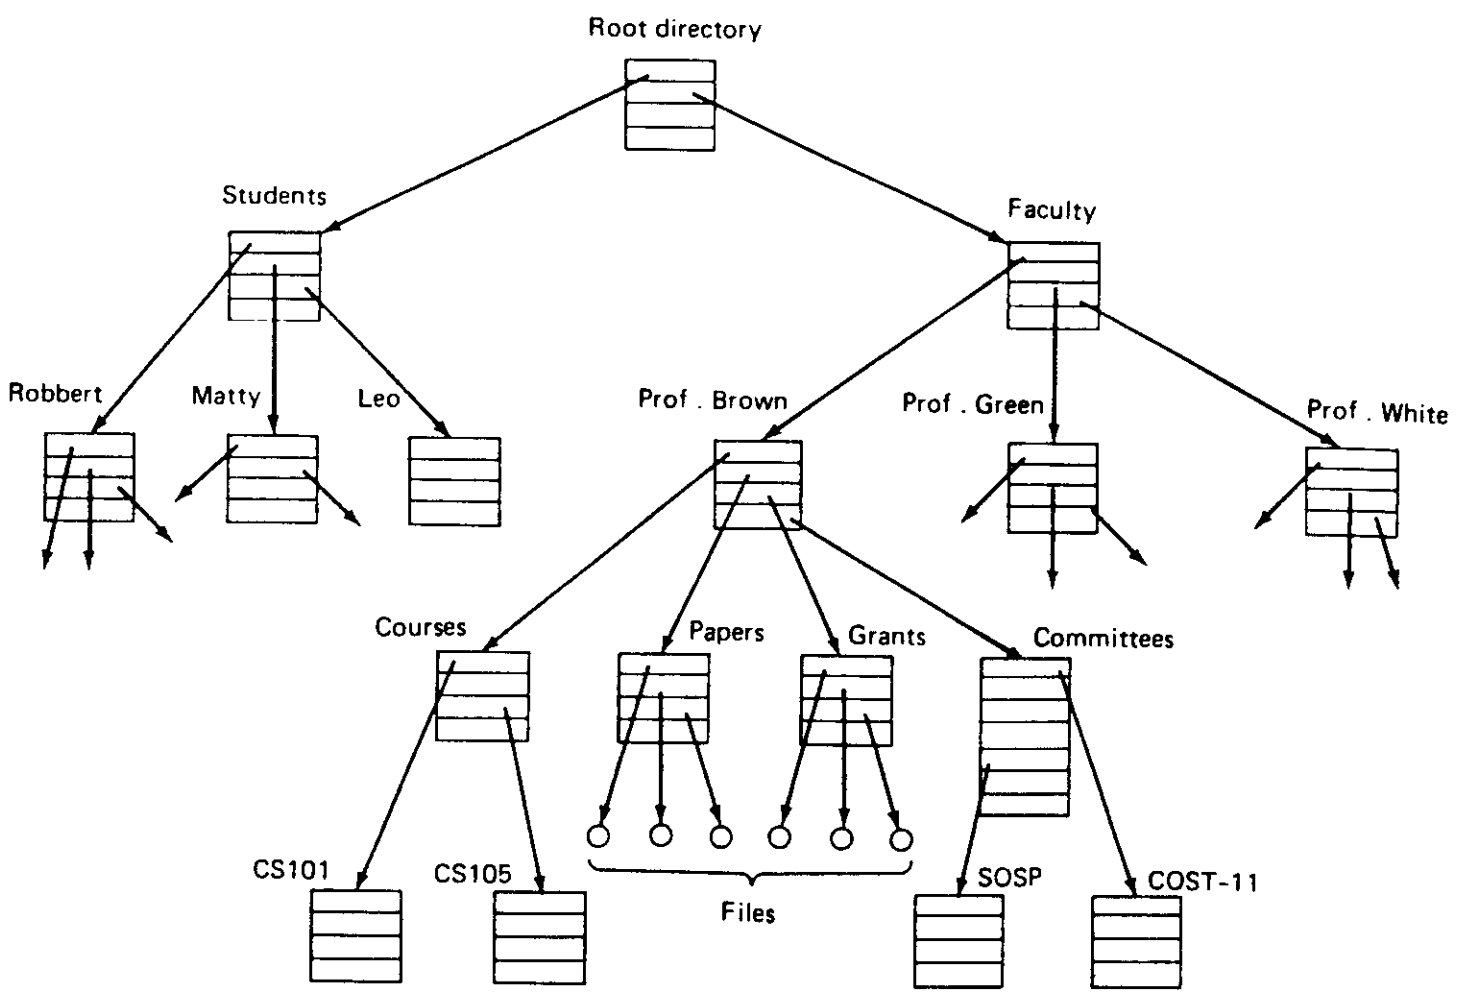 Root directory
Students
Faculty
Robbert
Matty
Leo
Prof . Brown
Prof . Green
Prof . White
Courses
Papers
Grants
Committees
CS101
CS105
SOSP
COST-11
Files